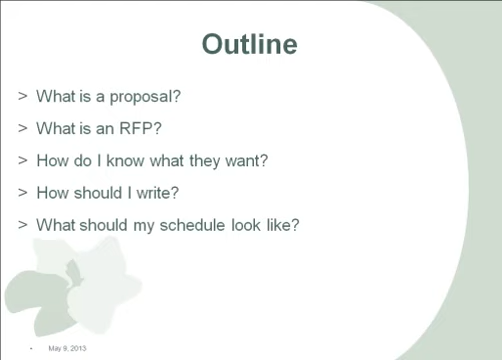 Outline
> What is a proposal?
> What is an RFP?
> How do I know what they want?
> How should I write?
> What should my schedule look like?
- May 9, 2013